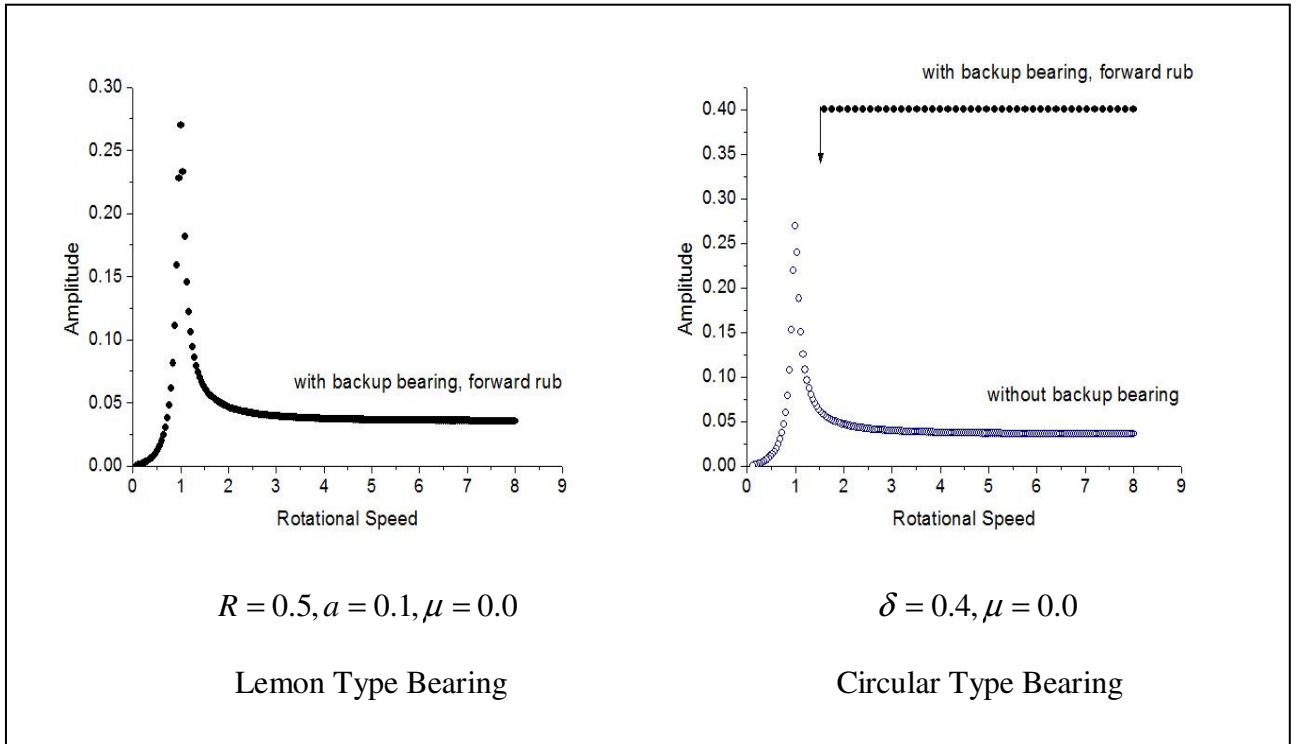 0.30
0.25
0.20
0.15
0.10
0.05
0.00
Amplitude
with backup bearing, forward rub
0 1 2 3 4 5 6 7 8 9
Rotational Speed
R = 0.5, a = 0.1, μ = 0.0
Lemon Type Bearing
with backup bearing, forward rub
0.40
0.35
0.30
0.25
0.20
0.15
0.10
0.05
0.00
Amplitude
without backup bearing
0 1 2 3 4 5 6 7 8 9
Rotational Speed
δ = 0.4, μ = 0.0
Circular Type Bearing